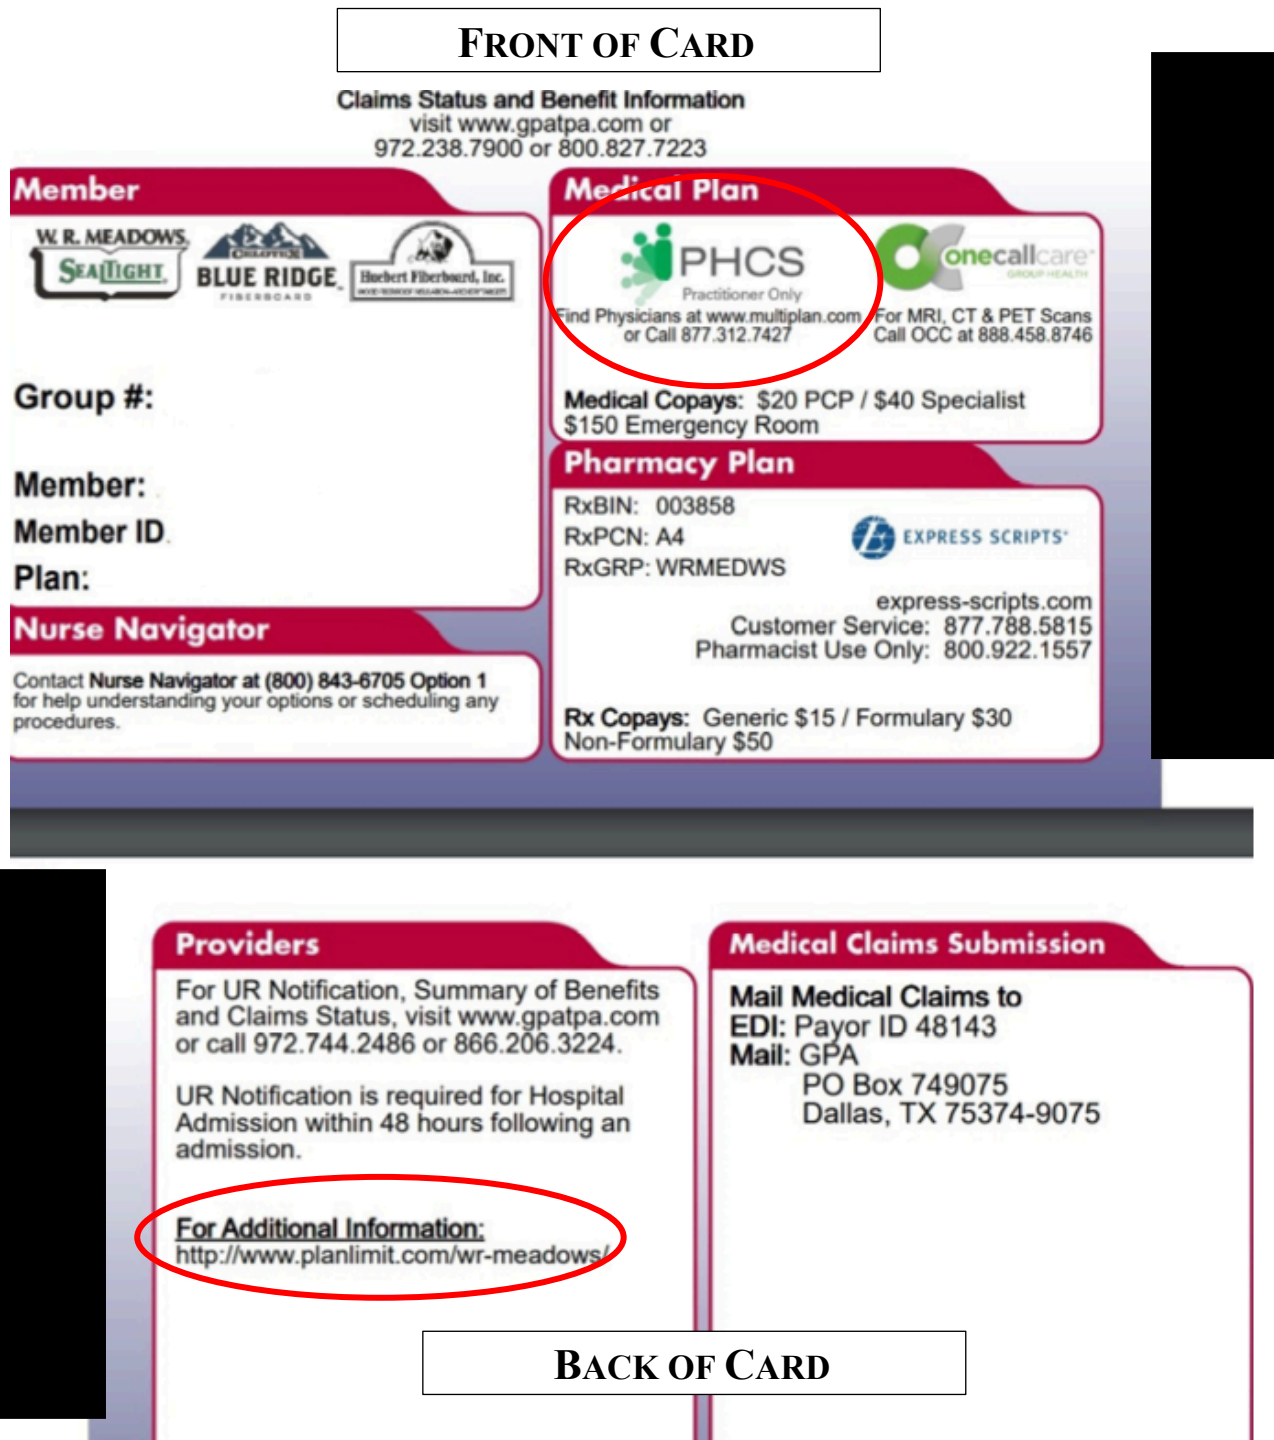 FRONT OF CARD
Claims Status and Benefit Information
visit www.gpatpa.com or
972.238.7900 or 800.827.7223
Member
W. R. MEADOWS.
SEALTIGHT.
CELOTEX
BLUE RIDGE™
FIBERBOARD
Huebert Fiberboard, Inc.
Group #:
Member:
Member ID
Plan:
Nurse Navigator
Contact Nurse Navigator at (800) 843-6705 Option 1
for help understanding your options or scheduling any
procedures.
Medical Plan
PHCS
Practitioner Only
Find Physicians at www.multiplan.com
or Call 877.312.7427
onecallcare
GROUP HEALTH
For MRI, CT & PET Scans
Call OCC at 888.458.8746
Medical Copays: $20 PCP / $40 Specialist
$150 Emergency Room
Pharmacy Plan
RxBIN: 003858
RxPCN: A4
RxGRP: WRMEDWS
EXPRESS SCRIPTS®
express-scripts.com
Customer Service: 877.788.5815
Pharmacist Use Only: 800.922.1557
Rx Copays: Generic $15 / Formulary $30
Non-Formulary $50
Providers
For UR Notification, Summary of Benefits
and Claims Status, visit www.gpatpa.com
or call 972.744.2486 or 866.206.3224.
UR Notification is required for Hospital
Admission within 48 hours following an
admission.
For Additional Information:
http://www.planlimit.com/wr-meadows/
Medical Claims Submission
Mail Medical Claims to
EDI: Payor ID 48143
Mail: GPA
PO Box 749075
Dallas, TX 75374-9075
BACK OF CARD